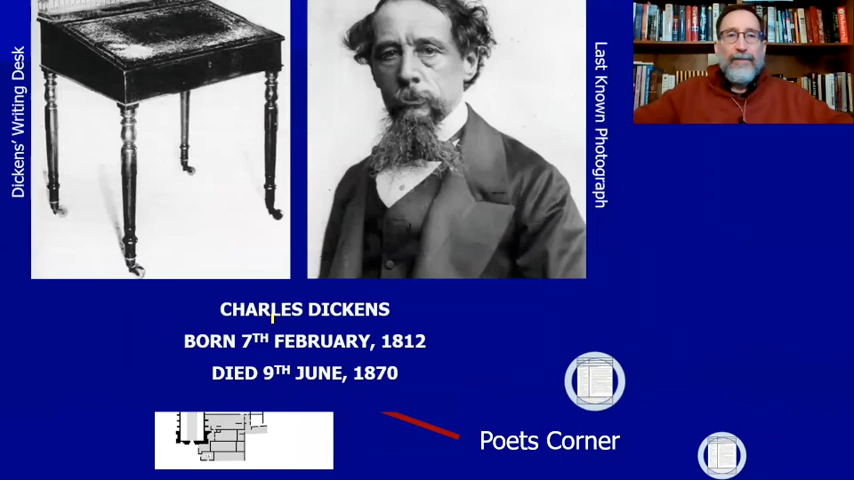 Dickens' Writing Desk
Last Known Photograph
CHARLES DICKENS
BORN 7TH FEBRUARY, 1812
DIED 9TH JUNE, 1870
Poets Corner